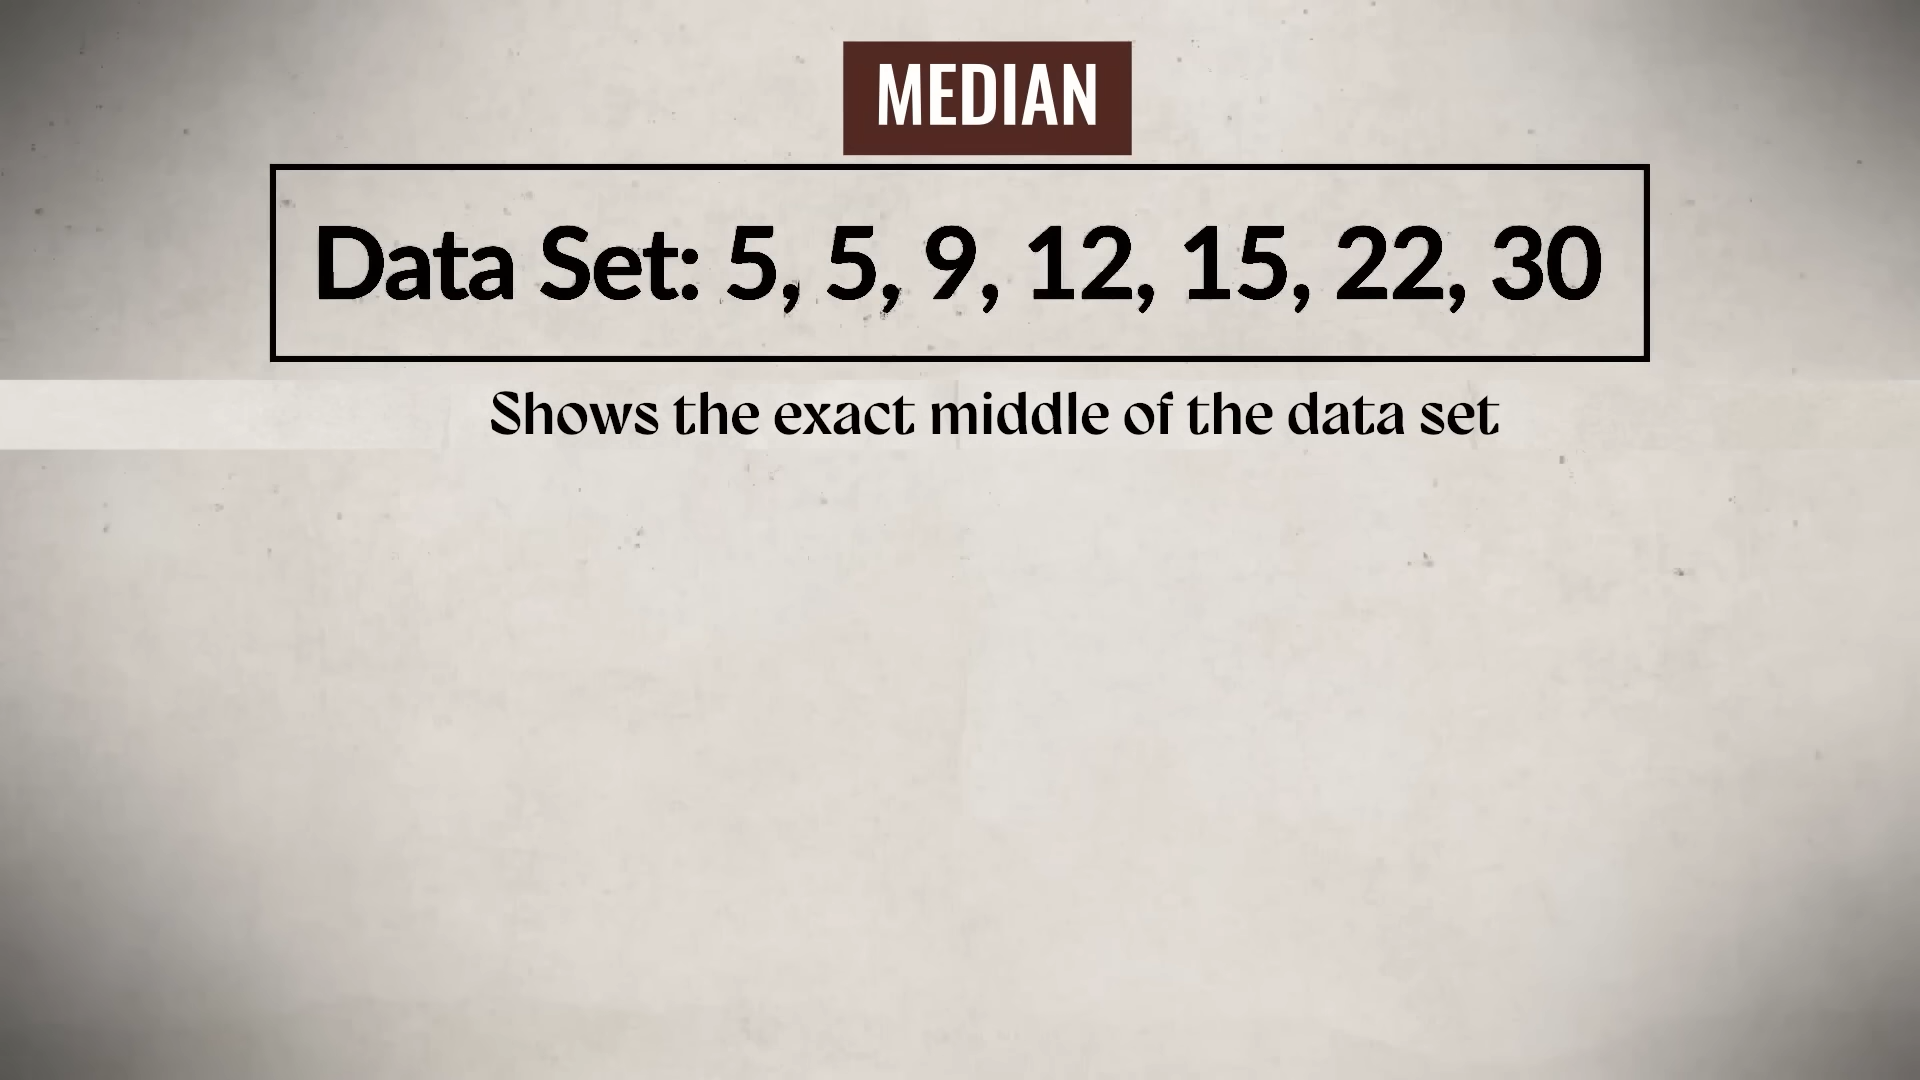 MEDIAN
Data Set: 5, 5, 9, 12, 15, 22, 30
Shows the exact middle of the data set